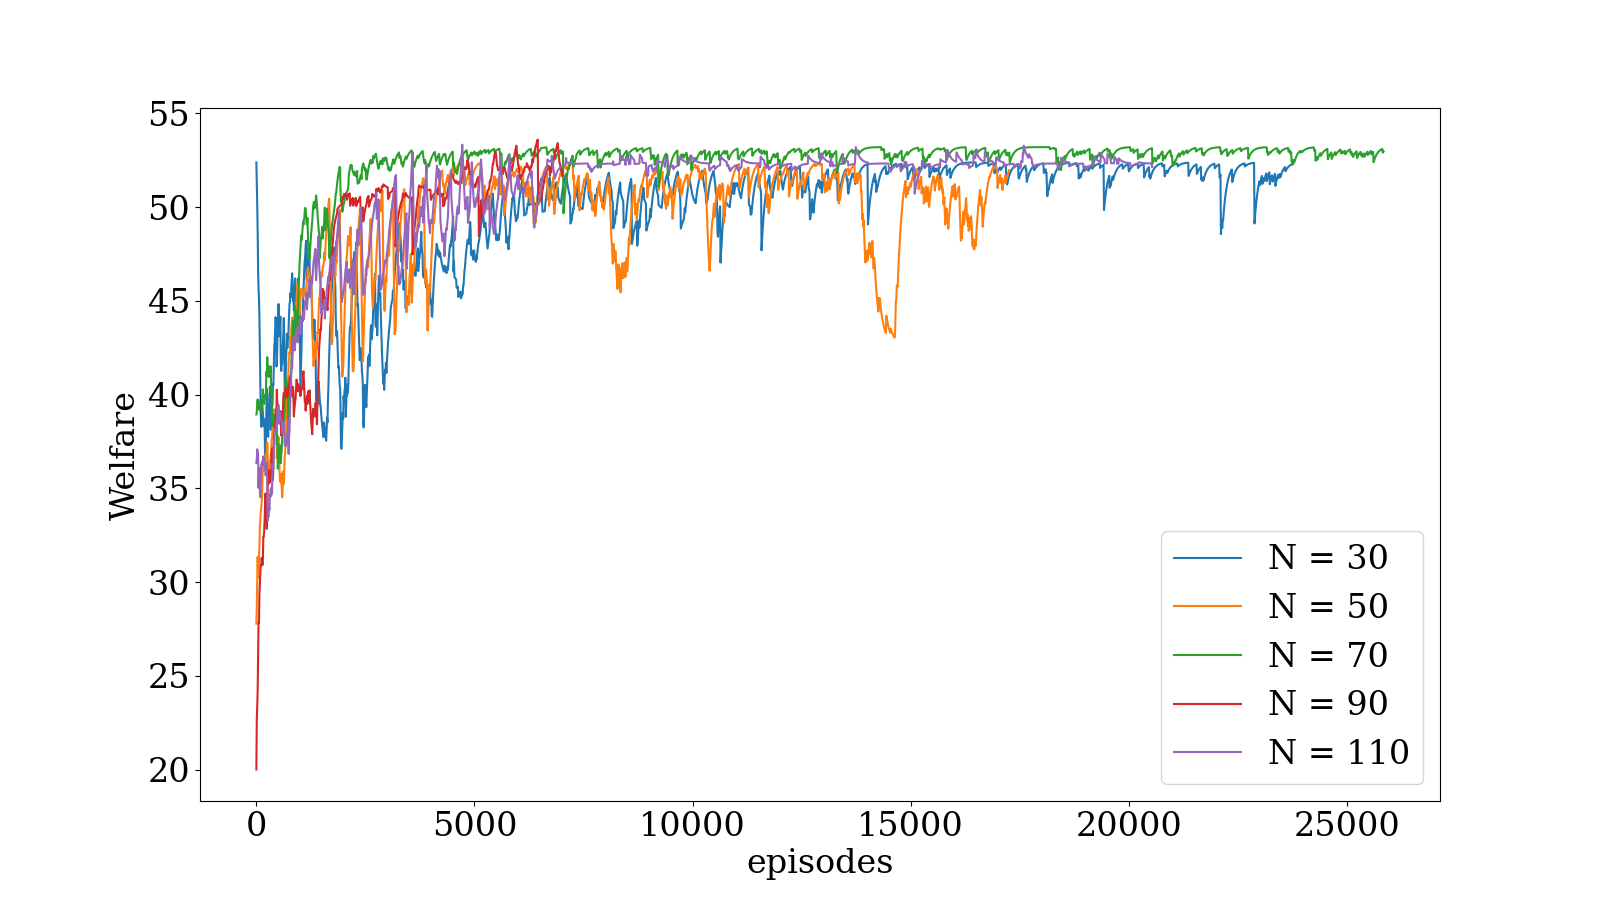 55
50
45
40
35
30
25
20
Welfare
0 5000 10000 15000 20000 25000
episodes
N = 30
N = 50
N = 70
N = 90
N = 110